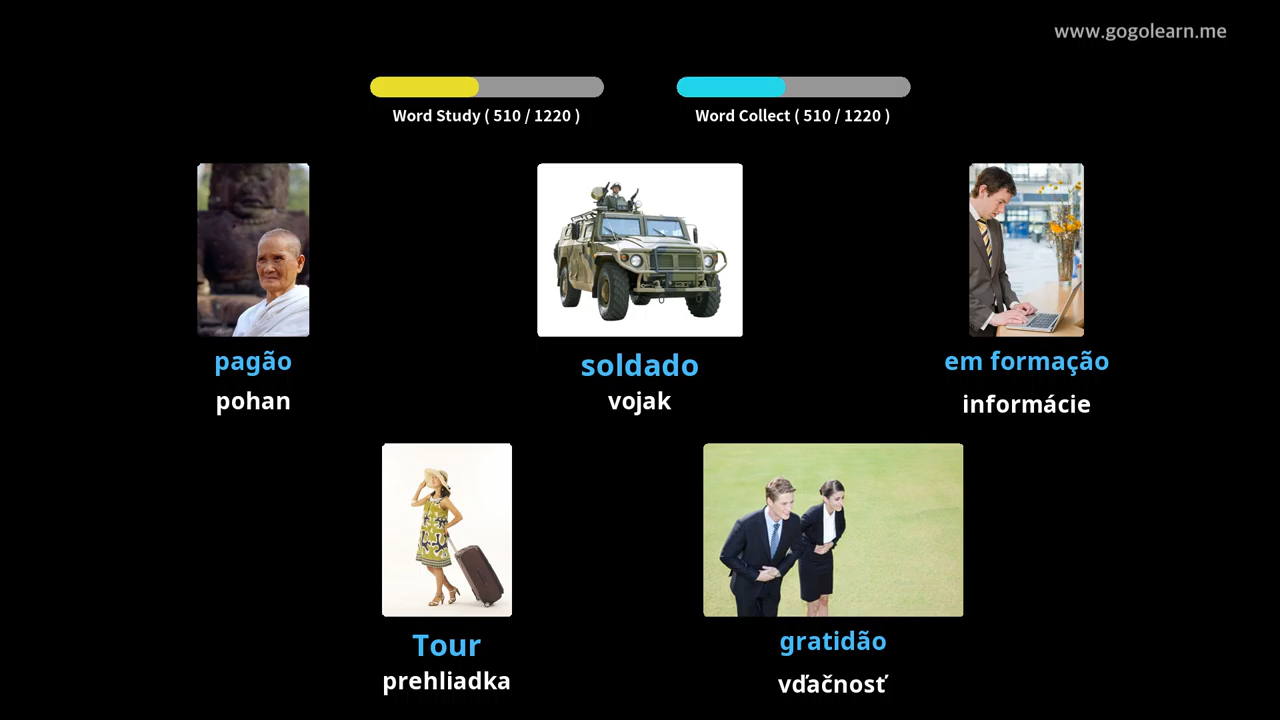 www.gogolearn.me
Word Study ( 510 / 1220 )
Word Collect ( 510 / 1220 )
pagão
pohan
soldado
vojak
em formação
informácie
Tour
prehliadka
gratidão
vďačnosť